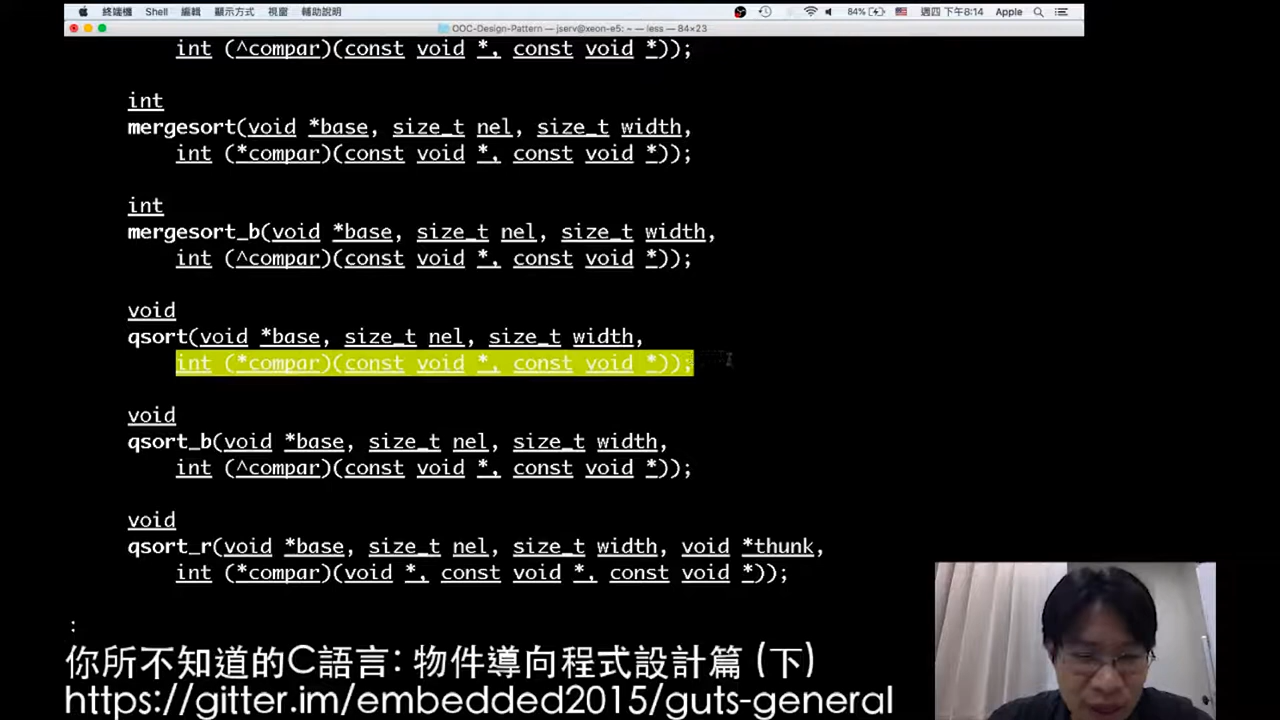 終端機 Shell 編輯 顯示方式 視窗 輔助說明 84% 週四 下午8:14 Apple
OOC-Design-Pattern — jserv@xeon-e5: ~ — less — 84×23
int (^compar)(const void *, const void *));
int
mergesort(void *base, size_t nel, size_t width,
int (*compar)(const void *, const void *));
int
mergesort_b(void *base, size_t nel, size_t width,
int (^compar)(const void *, const void *));
void
qsort(void *base, size_t nel, size_t width,
int (*compar)(const void *, const void *));
void
qsort_b(void *base, size_t nel, size_t width,
int (^compar)(const void *, const void *));
void
qsort_r(void *base, size_t nel, size_t width, void *thunk,
int (*compar)(void *, const void *, const void *));
:
你所不知道的C語言: 物件導向程式設計篇 (下)
https://gitter.im/embedded2015/guts-general